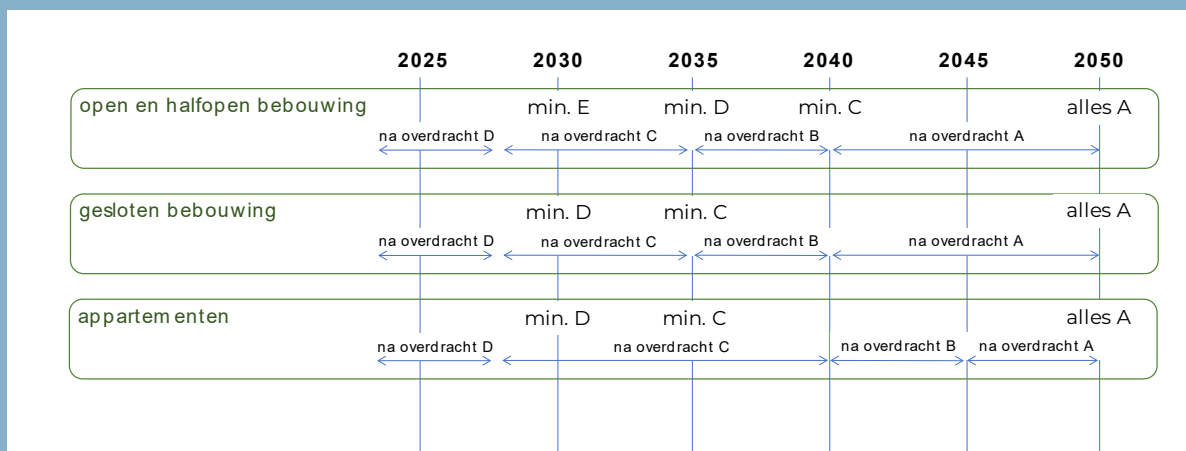 2025 2030 2035 2040 2045 2050
open en halfopen bebouwing min. E min. D min. C alles A
na overdracht D na overdracht C na overdracht B na overdracht A
gesloten bebouwing min. D min. C alles A
na overdracht D na overdracht C na overdracht B na overdracht A
appartementen min. D min. C alles A
na overdracht D na overdracht C na overdracht B na overdracht A